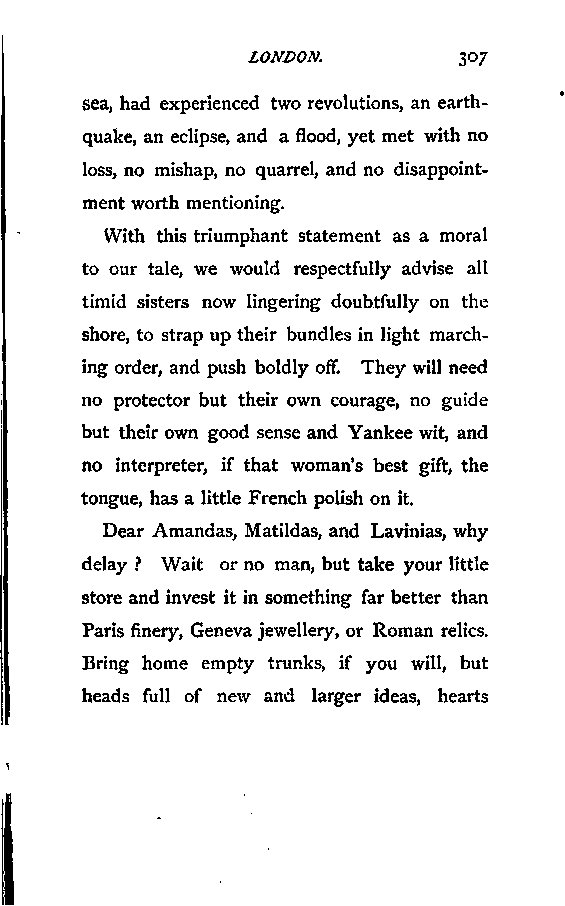 LONDON. 307
sea, had experienced two revolutions, an earth-
quake, an eclipse, and a flood, yet met with no
loss, no mishap, no quarrel, and no disappoint-
ment worth mentioning.
With this triumphant statement as a moral
to our tale, we would respectfully advise all
timid sisters now lingering doubtfully on the
shore, to strap up their bundles in light march-
ing order, and push boldly off. They will need
no protector but their own courage, no guide
but their own good sense and Yankee wit, and
no interpreter, if that woman's best gift, the
tongue, has a little French polish on it.
Dear Amandas, Matildas, and Lavinias, why
delay? Wait or no man, but take your little
store and invest it in something far better than
Paris finery, Geneva jewellery, or Roman relics.
Bring home empty trunks, if you will, but
heads full of new and larger ideas, hearts